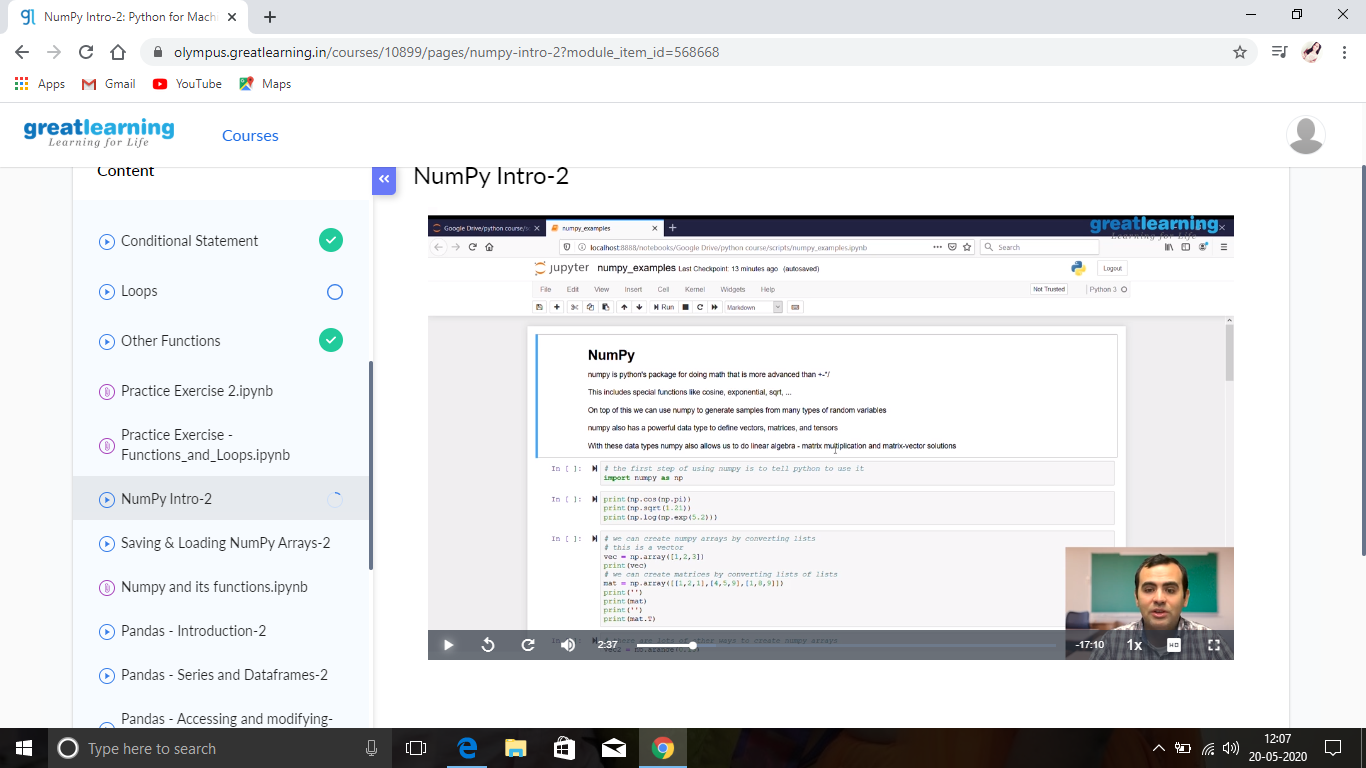 NumPy Intro-2: Python for Mach
olympus.greatlearning.in/courses/10899/pages/numpy-intro-2?module_item_id=568668
Apps
Gmail
YouTube
Maps
greatlearning
Learning for Life
Courses
Content
Conditional Statement
Loops
Other Functions
Practice Exercise 2.ipynb
Practice Exercise -
Functions_and_Loops.ipynb
NumPy Intro-2
Saving & Loading NumPy Arrays-2
Numpy and its functions.ipynb
Pandas - Introduction-2
Pandas - Series and Dataframes-2
Pandas - Accessing and modifying-
NumPy Intro-2
Google Drive/python course/sc
numpy_examples
greatlearning
Learning for Life
localhost:8888/notebooks/Google Drive/python course/scripts/numpy_examples.ipynb
Search
jupyter numpy_examples Last Checkpoint: 13 minutes ago (autosaved)
Logout
File Edit View Insert Cell Kernel Widgets Help
Not Trusted
Python 3
Run
Markdown
NumPy
numpy is python's package for doing math that is more advanced than +-*/
This includes special functions like cosine, exponential, sqrt, ...
On top of this we can use numpy to generate samples from many types of random variables
numpy also has a powerful data type to define vectors, matrices, and tensors
With these data types numpy also allows us to do linear algebra - matrix multiplication and matrix-vector solutions
In [ ]: # the first step of using numpy is to tell python to use it
import numpy as np
In [ ]: print(np.cos(np.pi))
print(np.sqrt(1.21))
print(np.log(np.exp(5.2)))
In [ ]: # we can create numpy arrays by converting lists
# this is a vector
vec = np.array([1,2,3])
print(vec)
# we can create matrices by converting lists of lists
mat = np.array([[1,2,1],[4,5,9],[1,8,9]])
print('')
print(mat)
print('')
print(mat.T)
In [ ]: # there are lots of other ways to create numpy arrays
2:37
-17:10
1x
HD
Type here to search
12:07
20-05-2020